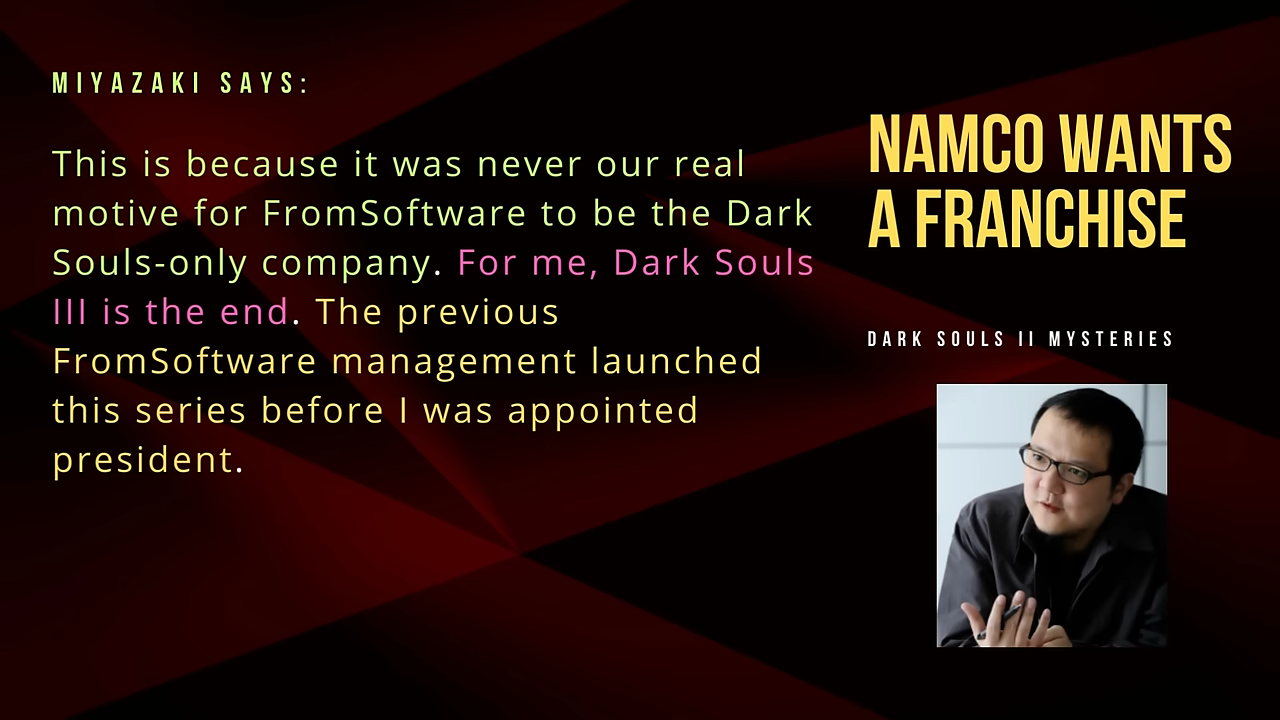 MIYAZAKI SAYS:
This is because it was never our real
motive for FromSoftware to be the Dark
Souls-only company. For me, Dark Souls
III is the end. The previous
FromSoftware management launched
this series before I was appointed
president.
NAMCO WANTS
A FRANCHISE
DARK SOULS II MYSTERIES